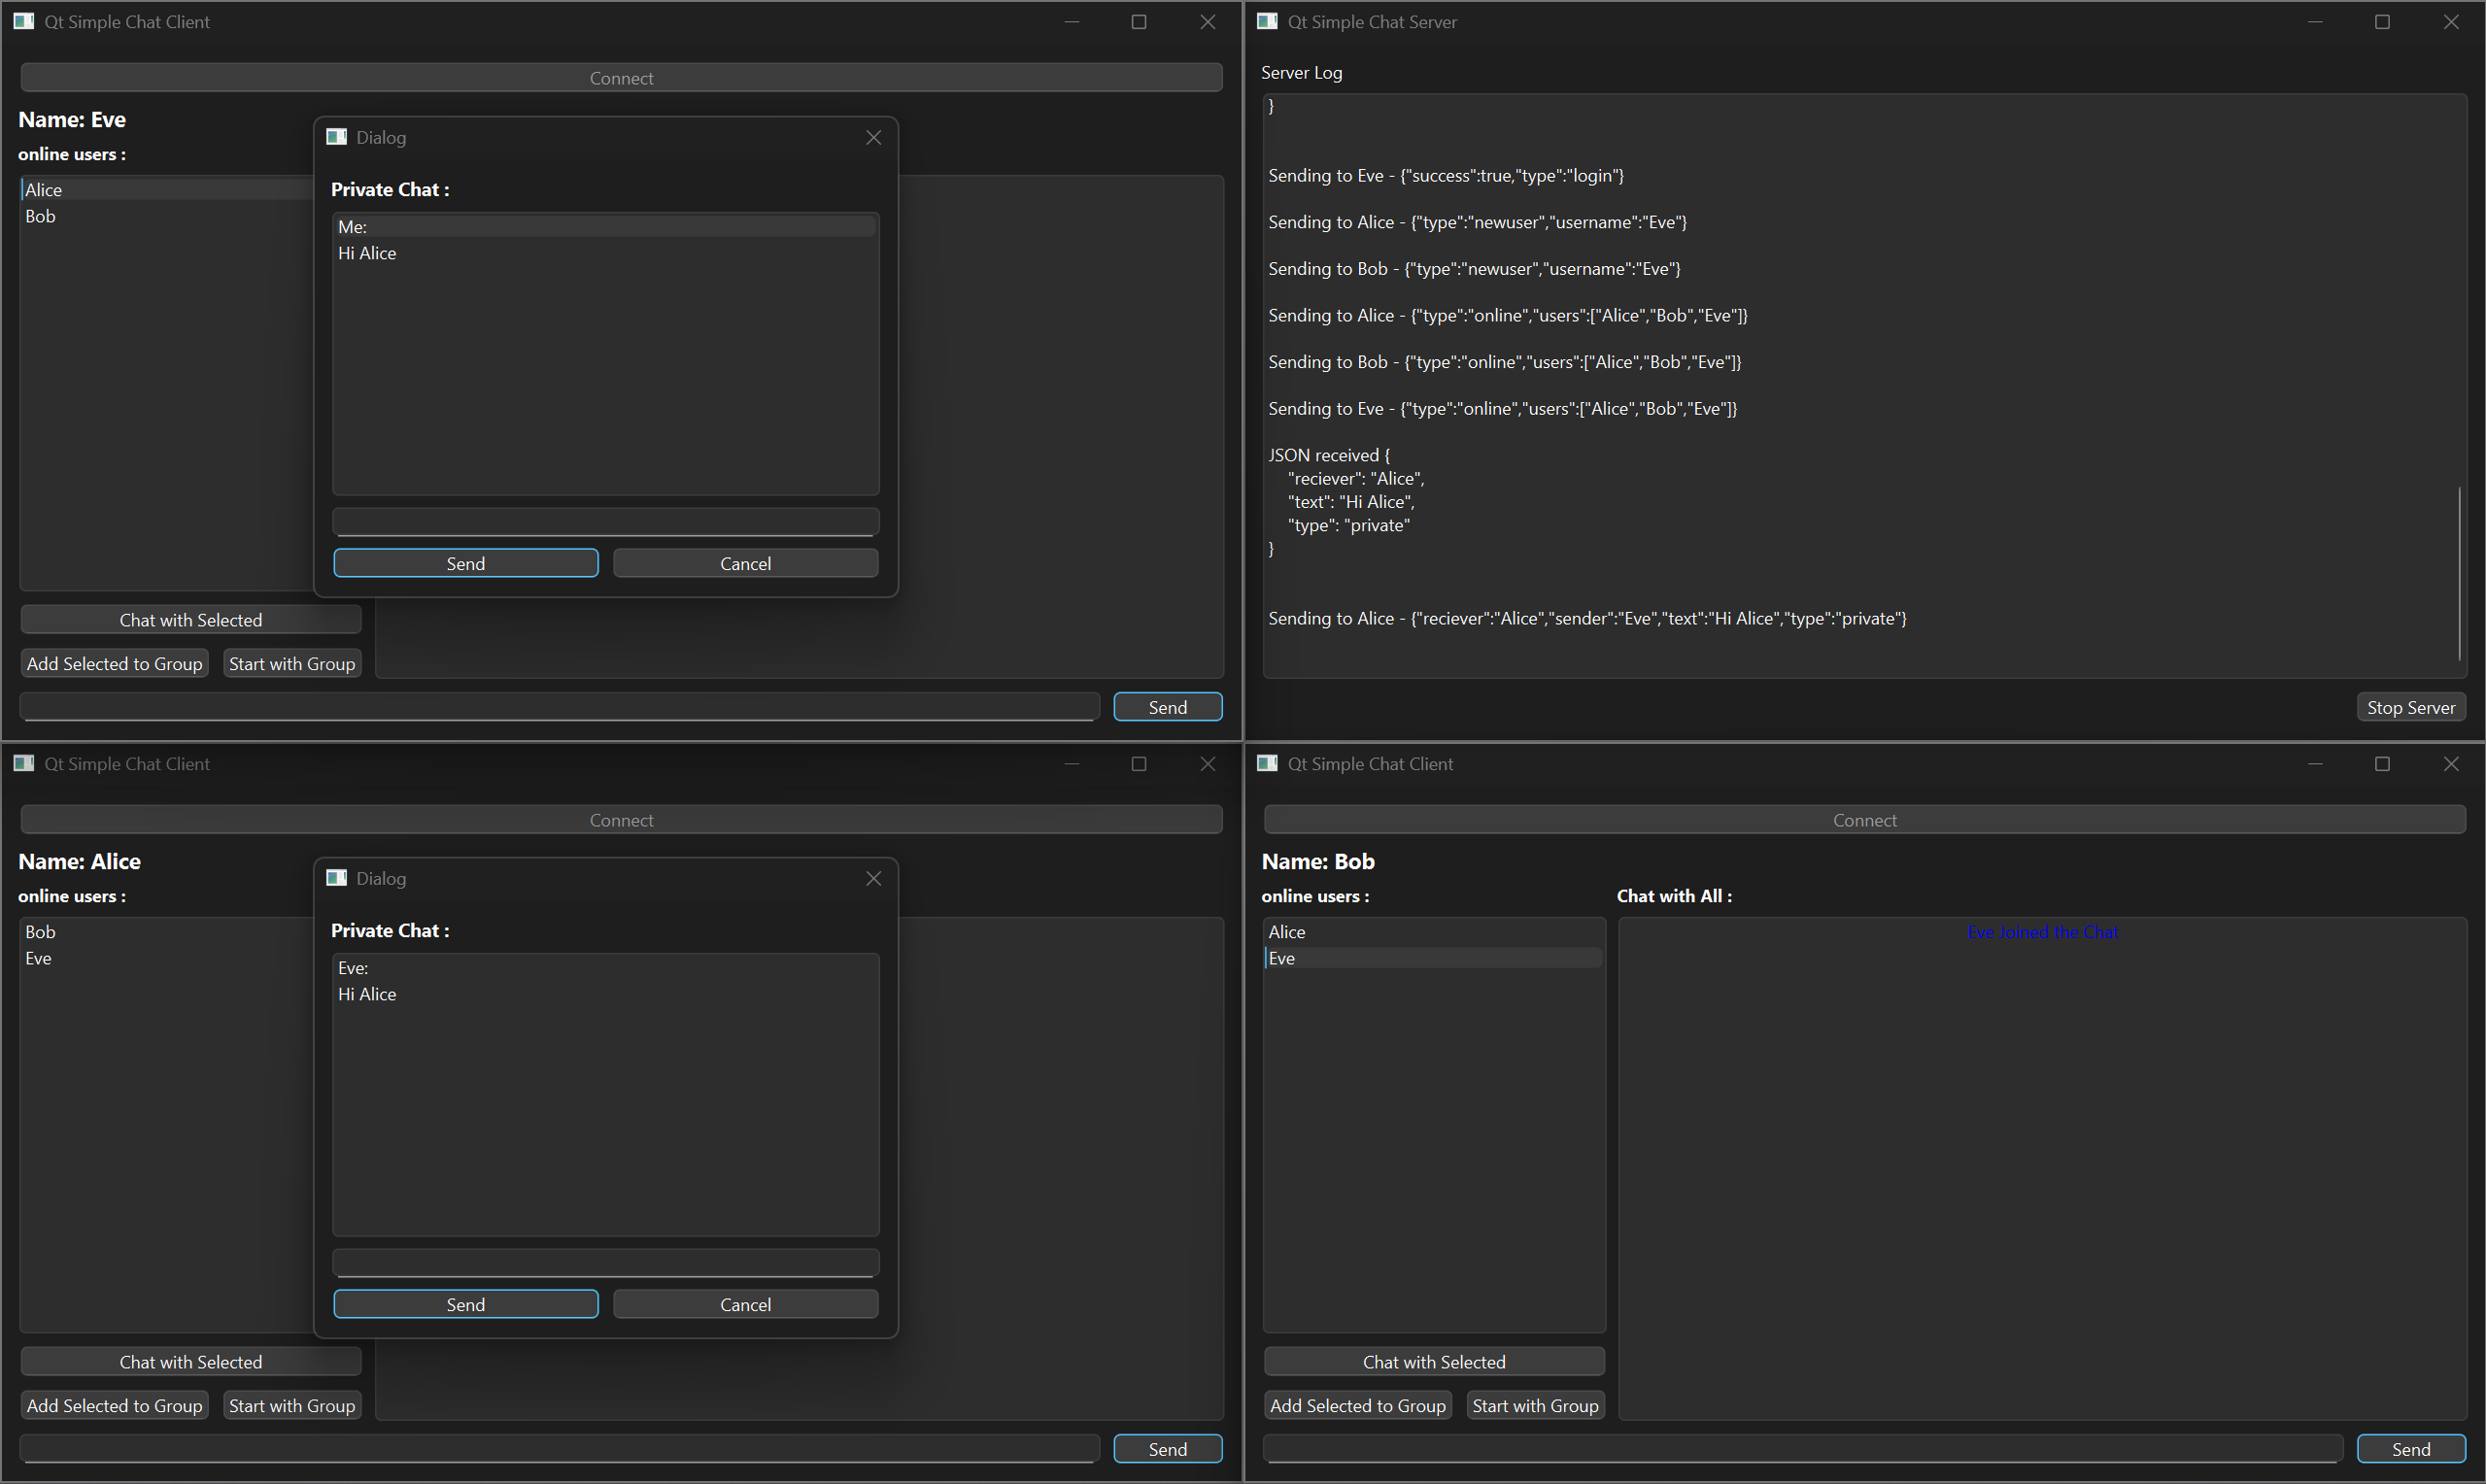 Qt Simple Chat Client
Connect
Name: Eve
online users :
Alice
Bob
Dialog
Private Chat :
Me:
Hi Alice
Send
Cancel
Chat with Selected
Add Selected to Group
Start with Group
Send
Qt Simple Chat Server
Server Log
}
Sending to Eve - {"success":true,"type":"login"}
Sending to Alice - {"type":"newuser","username":"Eve"}
Sending to Bob - {"type":"newuser","username":"Eve"}
Sending to Alice - {"type":"online","users":["Alice","Bob","Eve"]}
Sending to Bob - {"type":"online","users":["Alice","Bob","Eve"]}
Sending to Eve - {"type":"online","users":["Alice","Bob","Eve"]}
JSON received {
"reciever": "Alice",
"text": "Hi Alice",
"type": "private"
}
Sending to Alice - {"reciever":"Alice","sender":"Eve","text":"Hi Alice","type":"private"}
Stop Server
Qt Simple Chat Client
Connect
Name: Alice
online users :
Bob
Eve
Dialog
Private Chat :
Eve:
Hi Alice
Send
Cancel
Chat with Selected
Add Selected to Group
Start with Group
Send
Qt Simple Chat Client
Connect
Name: Bob
online users :
Alice
Eve
Chat with All :
Eve Joined the Chat
Chat with Selected
Add Selected to Group
Start with Group
Send